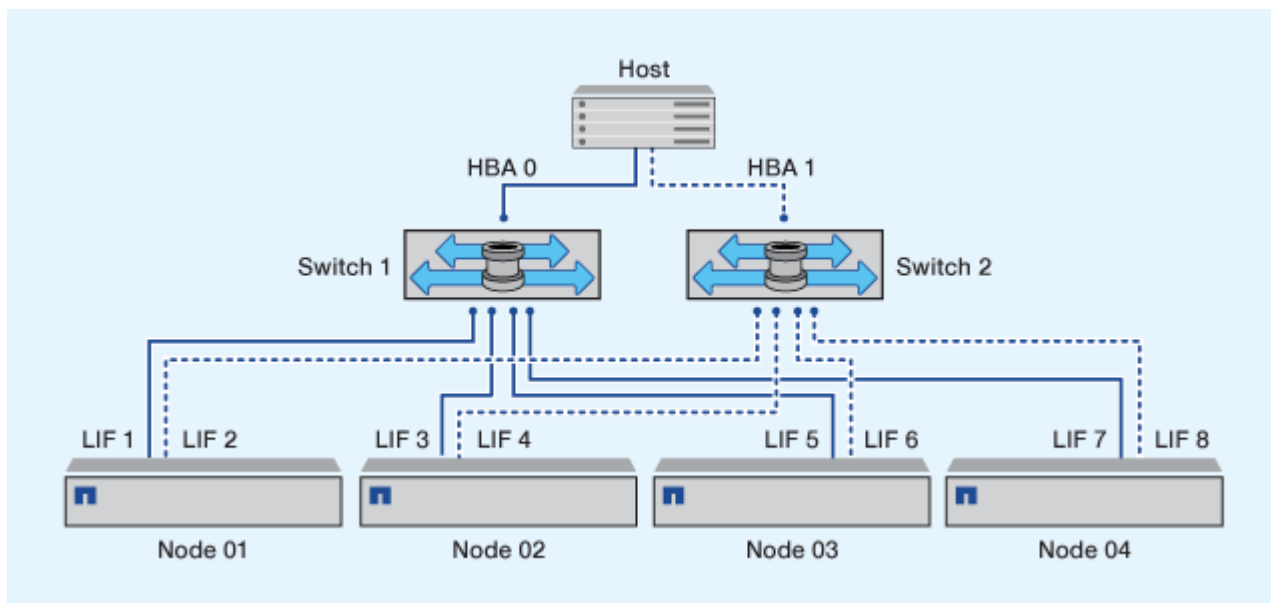 Host
HBA 0
HBA 1
Switch 1
Switch 2
LIF 1
LIF 2
LIF 3
LIF 4
LIF 5
LIF 6
LIF 7
LIF 8
Node 01
Node 02
Node 03
Node 04